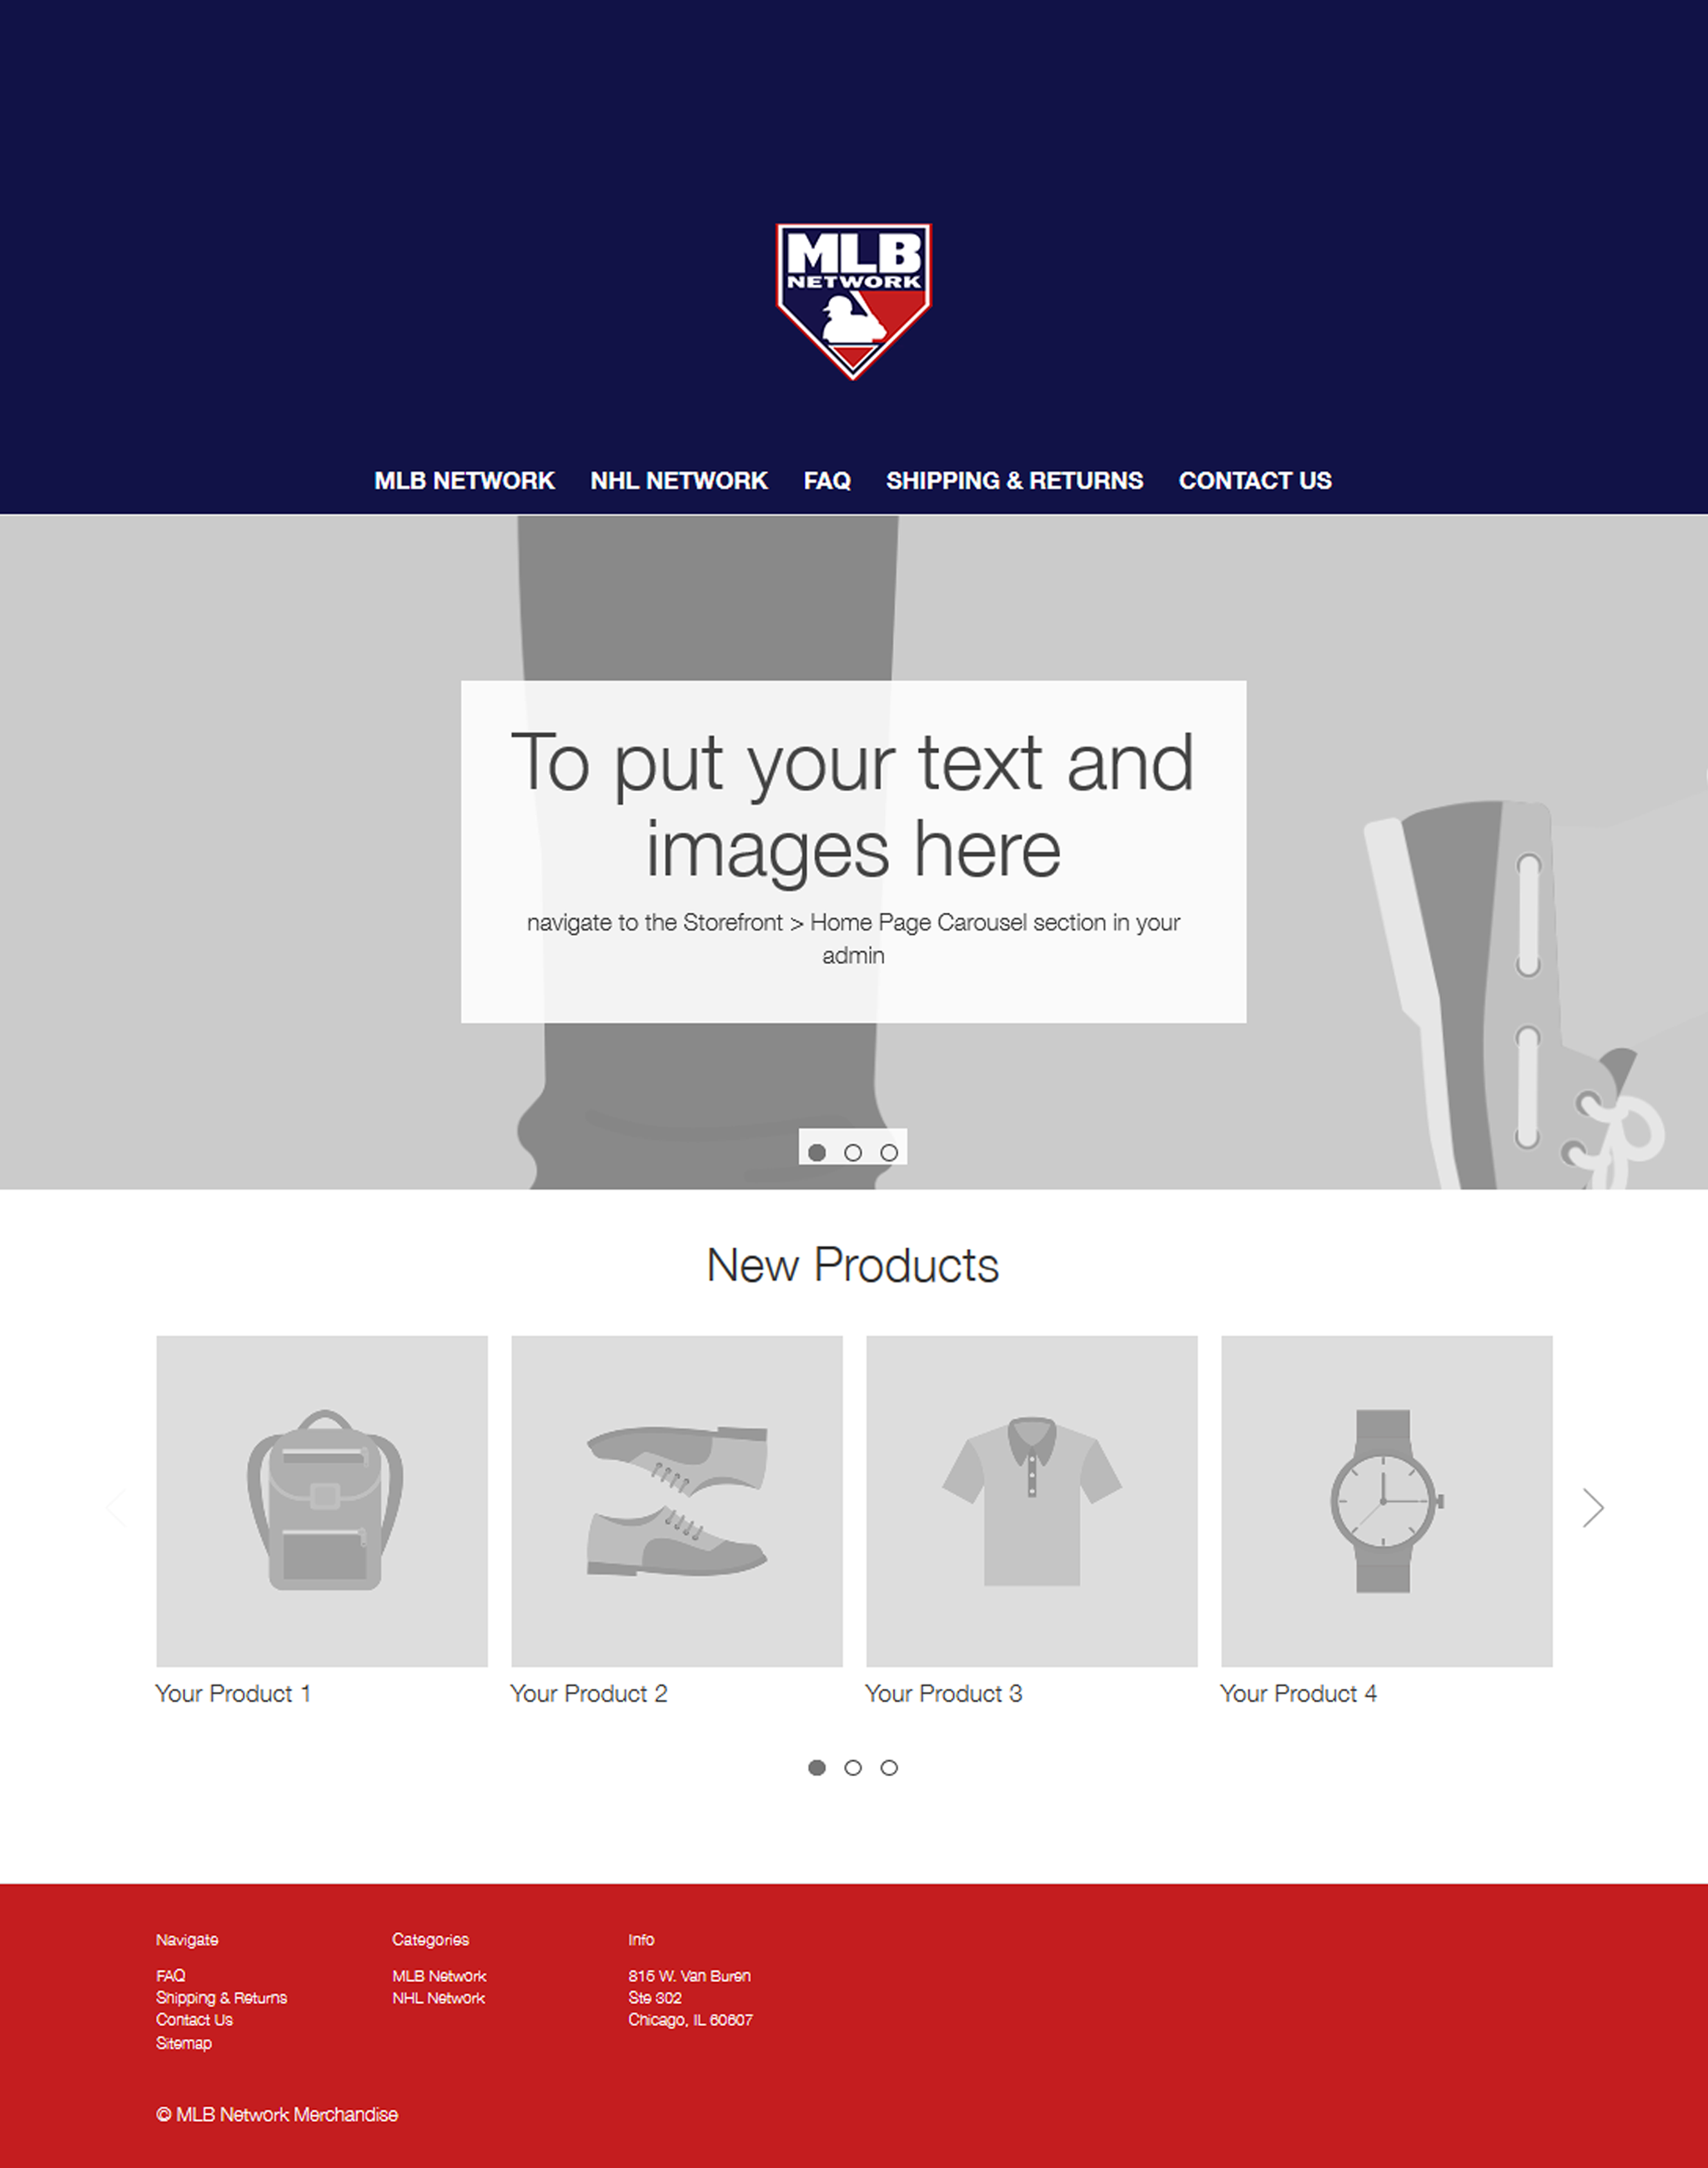 MLB
NETWORK
MLB NETWORK NHL NETWORK FAQ SHIPPING & RETURNS CONTACT US
To put your text and
images here
navigate to the Storefront > Home Page Carousel section in your
admin
New Products
Your Product 1
Your Product 2
Your Product 3
Your Product 4
Navigate
FAQ
Shipping & Returns
Contact Us
Sitemap
Categories
MLB Network
NHL Network
Info
815 W. Van Buren
Ste 302
Chicago, IL 60607
© MLB Network Merchandise